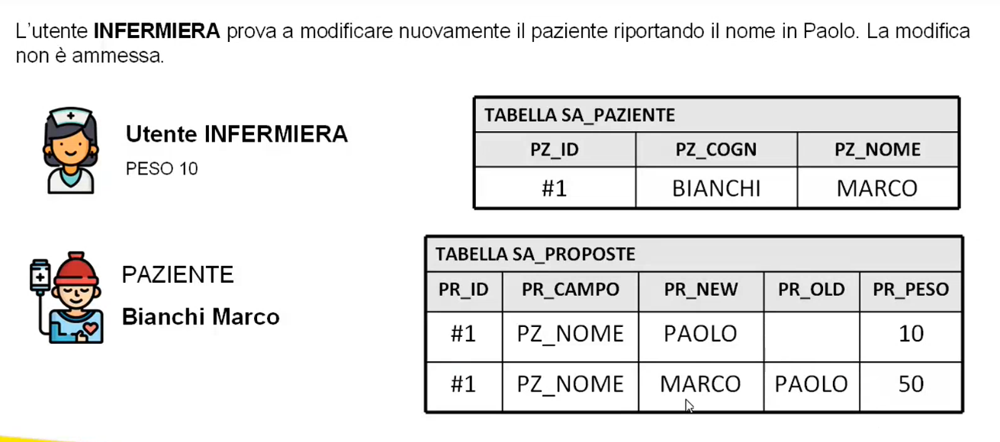 L'utente INFERMIERA prova a modificare nuovamente il paziente riportando il nome in Paolo. La modifica
non è ammessa.
Utente INFERMIERA
PESO 10
TABELLA SA_PAZIENTE
PZ_ID PZ_COGN PZ_NOME
#1 BIANCHI MARCO
PAZIENTE
Bianchi Marco
TABELLA SA_PROPOSTE
PR_ID PR_CAMPO PR_NEW PR_OLD PR_PESO
#1 PZ_NOME PAOLO 10
#1 PZ_NOME MARCO PAOLO 50